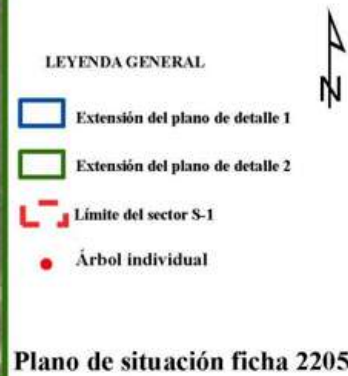 N
LEYENDA GENERAL
Extensión del plano de detalle 1
Extensión del plano de detalle 2
Límite del sector S-1
Árbol individual
Plano de situación ficha 2205